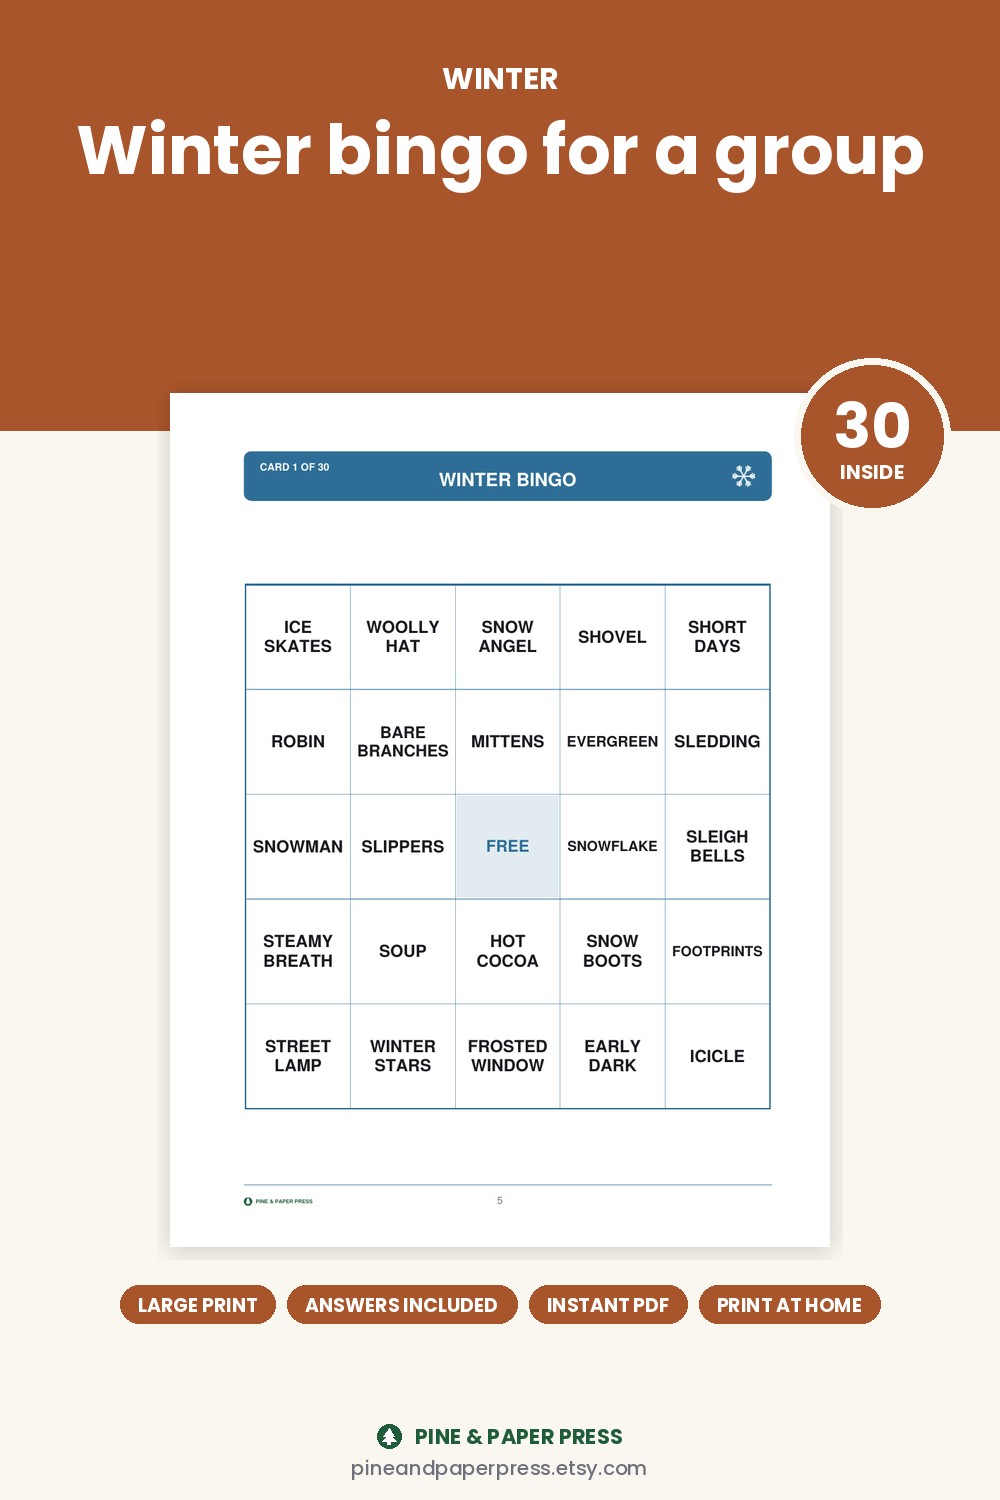 WINTER
Winter bingo for a group
30
INSIDE
CARD 1 OF 30
WINTER BINGO
ICE SKATES
WOOLLY HAT
SNOW ANGEL
SHOVEL
SHORT DAYS
ROBIN
BARE BRANCHES
MITTENS
EVERGREEN
SLEDDING
SNOWMAN
SLIPPERS
FREE
SNOWFLAKE
SLEIGH BELLS
STEAMY BREATH
SOUP
HOT COCOA
SNOW BOOTS
FOOTPRINTS
STREET LAMP
WINTER STARS
FROSTED WINDOW
EARLY DARK
ICICLE
PINE & PAPER PRESS
5
LARGE PRINT
ANSWERS INCLUDED
INSTANT PDF
PRINT AT HOME
PINE & PAPER PRESS
pineandpaperpress.etsy.com